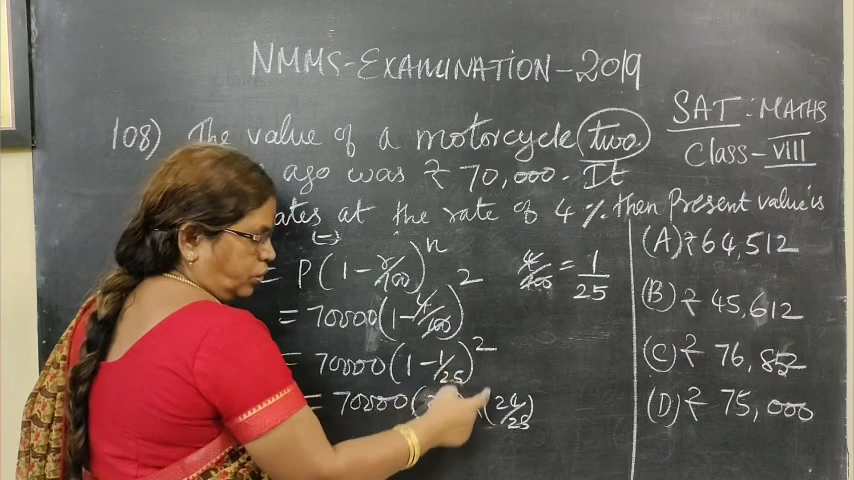 NMMS-EXAMINATION-2019
SAT: MATHS
Class-VIII
108) The value of a motorcycle two
ago was ₹ 70,000. It
ates at the rate of 4 % then Present value is
(-)
= P(1-r/100)^n
= 70000(1-4/100)^2
= 70000(1-1/25)^2
= 70000( (24/25)
4/100 = 1/25
(A) ₹ 64,512
(B) ₹ 45,612
(C) ₹ 76,852
(D) ₹ 75,000